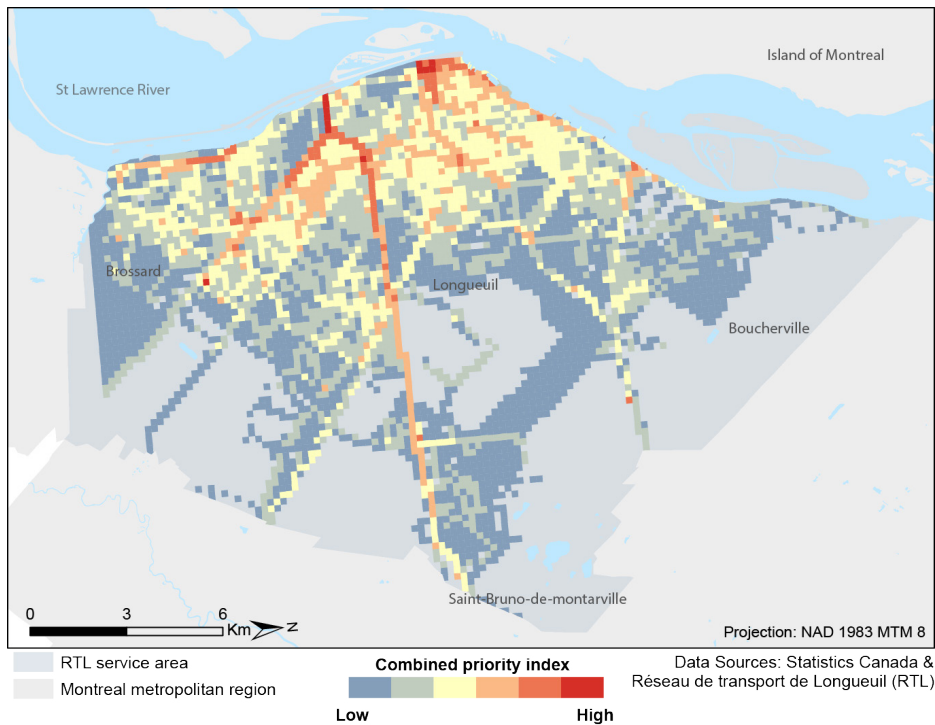 Island of Montreal
St Lawrence River
Brossard
Longueuil
Boucherville
Saint-Bruno-de-montarville
0 3 6
Km
N
Projection: NAD 1983 MTM 8
RTL service area
Montreal metropolitan region
Combined priority index
Low High
Data Sources: Statistics Canada &
Réseau de transport de Longueuil (RTL)